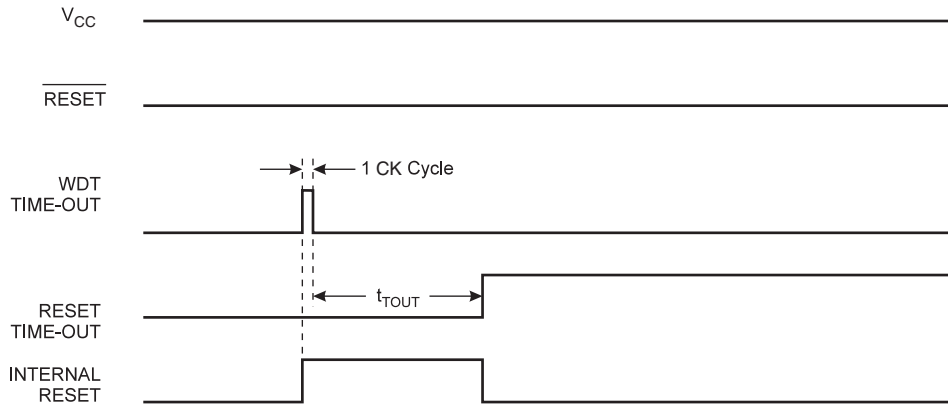 VCC
RESET
1 CK Cycle
WDT
TIME-OUT
tTOUT
RESET
TIME-OUT
INTERNAL
RESET